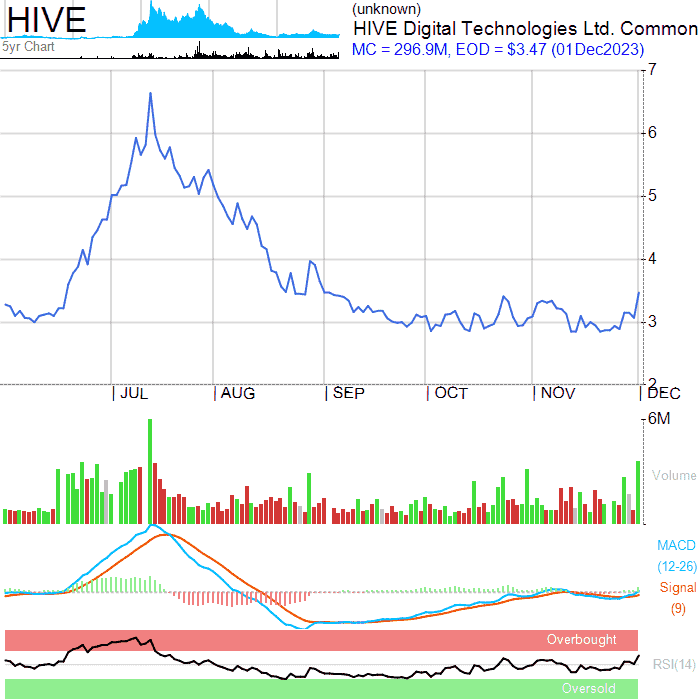 HIVE
5yr Chart
(unknown)
HIVE Digital Technologies Ltd. Common
MC = 296.9M, EOD = $3.47 (01Dec2023)
7
6
5
4
3
2
JUL AUG SEP OCT NOV DEC
6M
Volume
MACD
(12-26)
Signal
(9)
Overbought
RSI(14)
Oversold